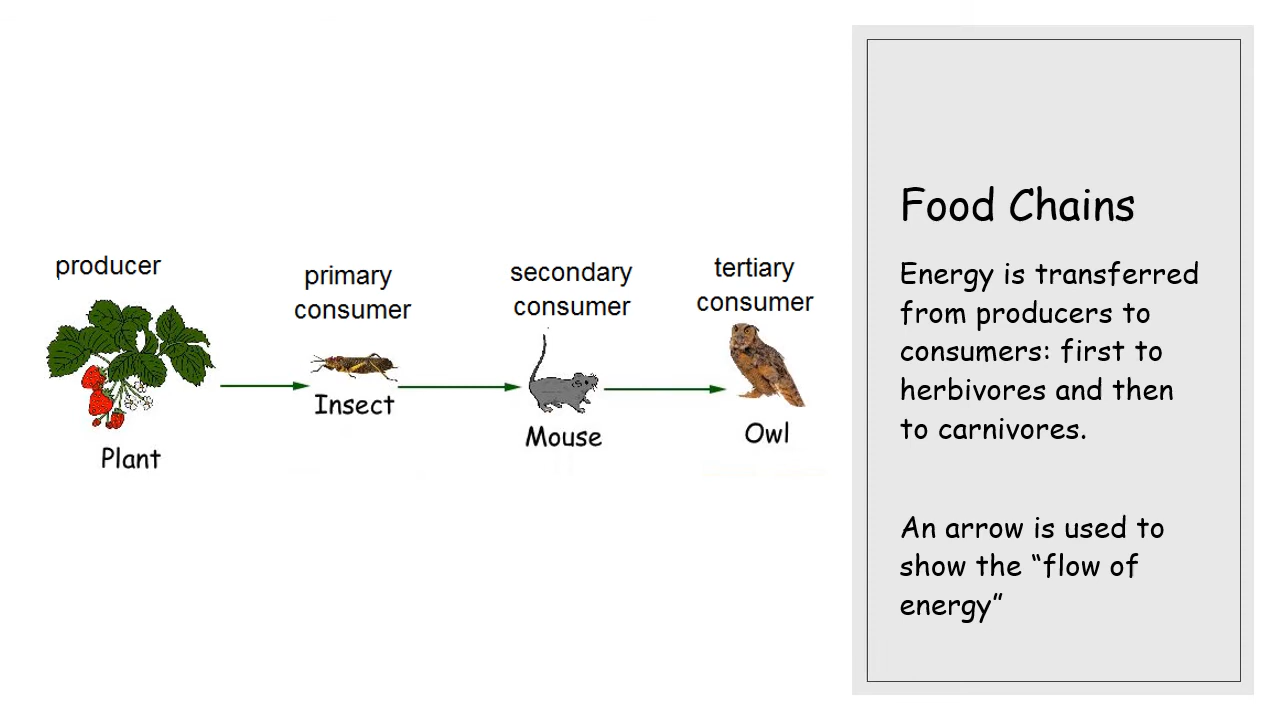 producer
primary
consumer
secondary
consumer
tertiary
consumer
Plant
Insect
Mouse
Owl
Food Chains
Energy is transferred
from producers to
consumers: first to
herbivores and then
to carnivores.
An arrow is used to
show the “flow of
energy”